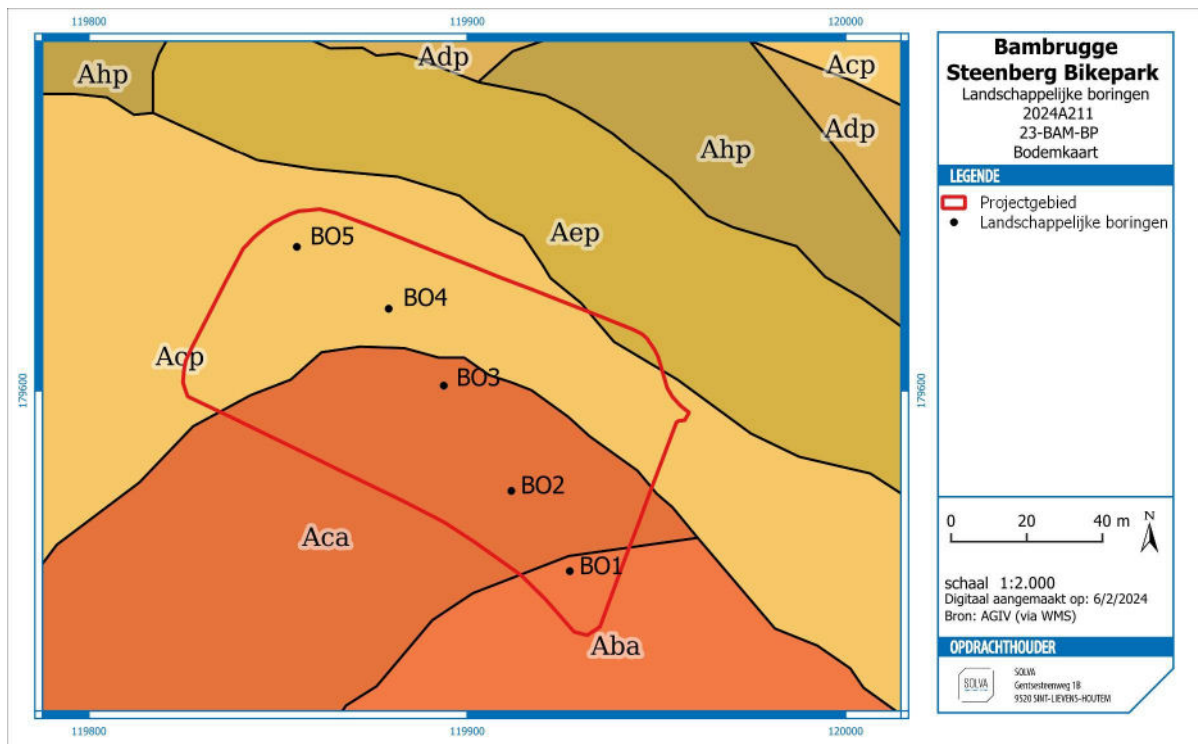 119800
119900
120000
Ahp
Adp
Acp
Adp
Ahp
Aep
BO5
BO4
Acp
BO3
BO2
Aca
BO1
Aba
179600
179600
119800
119900
120000
Bambrugge
Steenberg Bikepark
Landschappelijke boringen
2024A211
23-BAM-BP
Bodemkaart
LEGENDE
Projectgebied
Landschappelijke boringen
0 20 40 m
N
schaal 1:2.000
Digitaal aangemaakt op: 6/2/2024
Bron: AGIV (via WMS)
OPDRACHTHOUDER
SOLVA
SOLVA
Gentsesteenweg 1B
9520 SINT-LIEVENS-HOUTEM